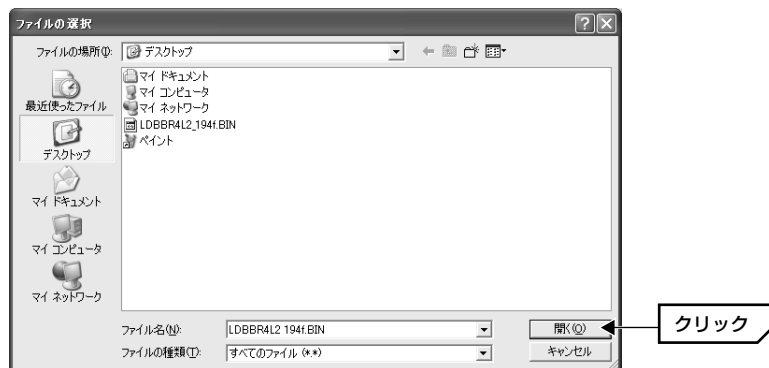 ファイルの選択
ファイルの場所(I):
デスクトップ
最近使ったファイル
デスクトップ
マイ ドキュメント
マイ コンピュータ
マイ ネットワーク
マイ ドキュメント
マイ コンピュータ
マイ ネットワーク
LDBBR4L2_194f.BIN
ペイント
ファイル名(N):
LDBBR4L2 194f.BIN
開く(O)
クリック
ファイルの種類(T):
すべてのファイル (*.*)
キャンセル